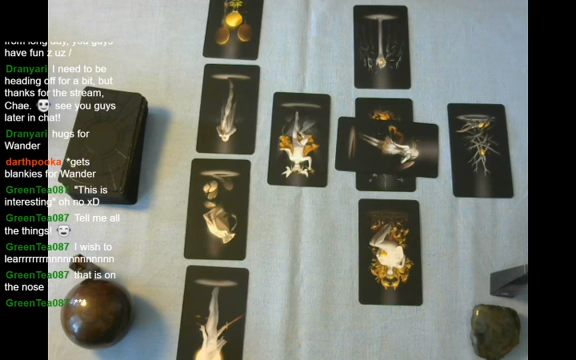 from long day, you guys
have fun z uz /
Dranyari I need to be
heading off for a bit, but
thanks for the stream,
Chae. see you guys
later in chat!
Dranyari hugs for
Wander
darthpooka *gets
blankies for Wander
GreenTea087 "This is
interesting" oh no xD
GreenTea087 Tell me all
the things!
GreenTea087 I wish to
learrrrrrrnnnnnnnnnnn
GreenTea087 that is on
the nose
GreenTea087 ^^^